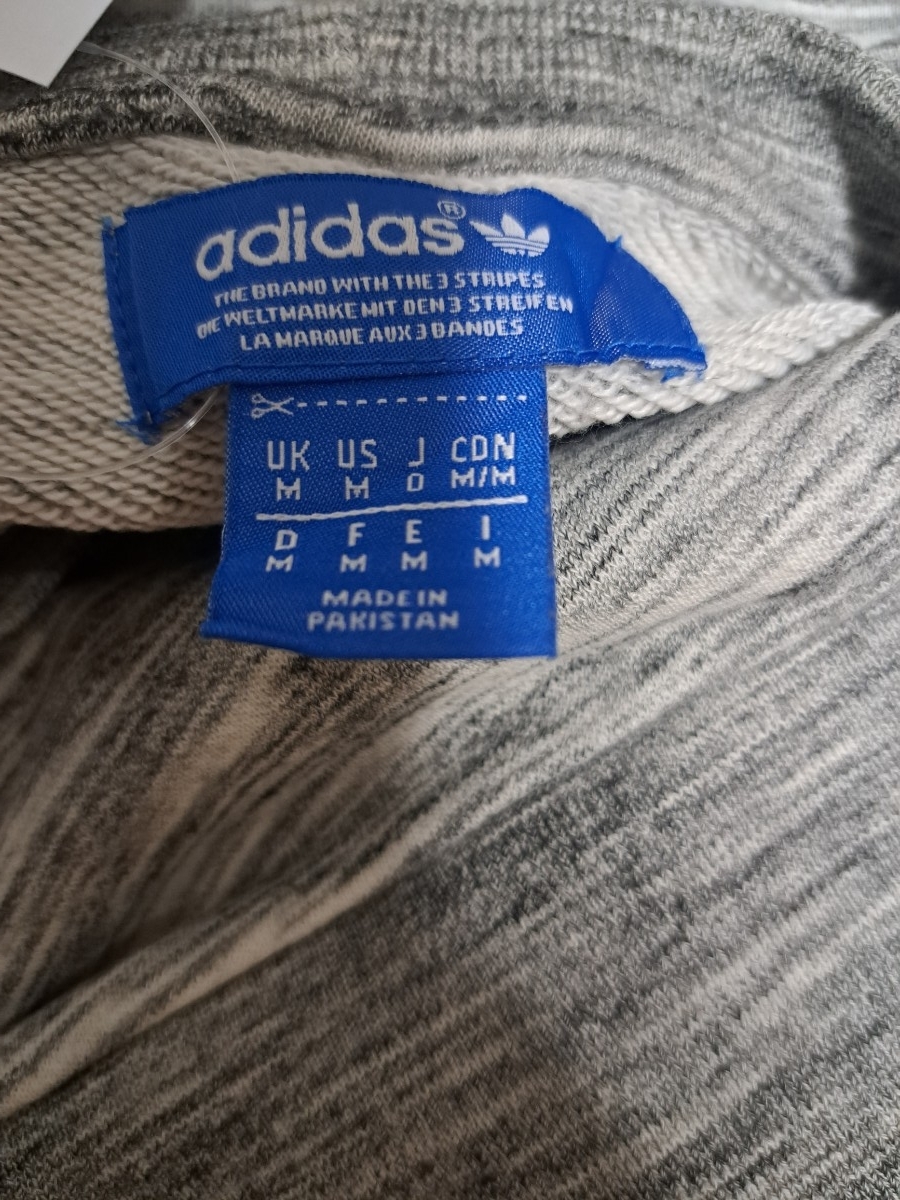 adidas®
THE BRAND WITH THE 3 STRIPES
DIE WELTMARKE MIT DEN 3 STREIFEN
LA MARQUE AUX 3 BANDES
UK US J CDN
M M O M/M
D F E I
M M M M
MADE IN
PAKISTAN